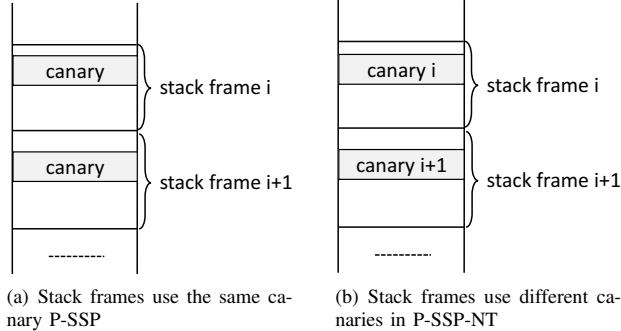 canary
stack frame i
canary
stack frame i+1
---------
(a) Stack frames use the same ca-
nary P-SSP
canary i
stack frame i
canary i+1
stack frame i+1
---------
(b) Stack frames use different ca-
naries in P-SSP-NT